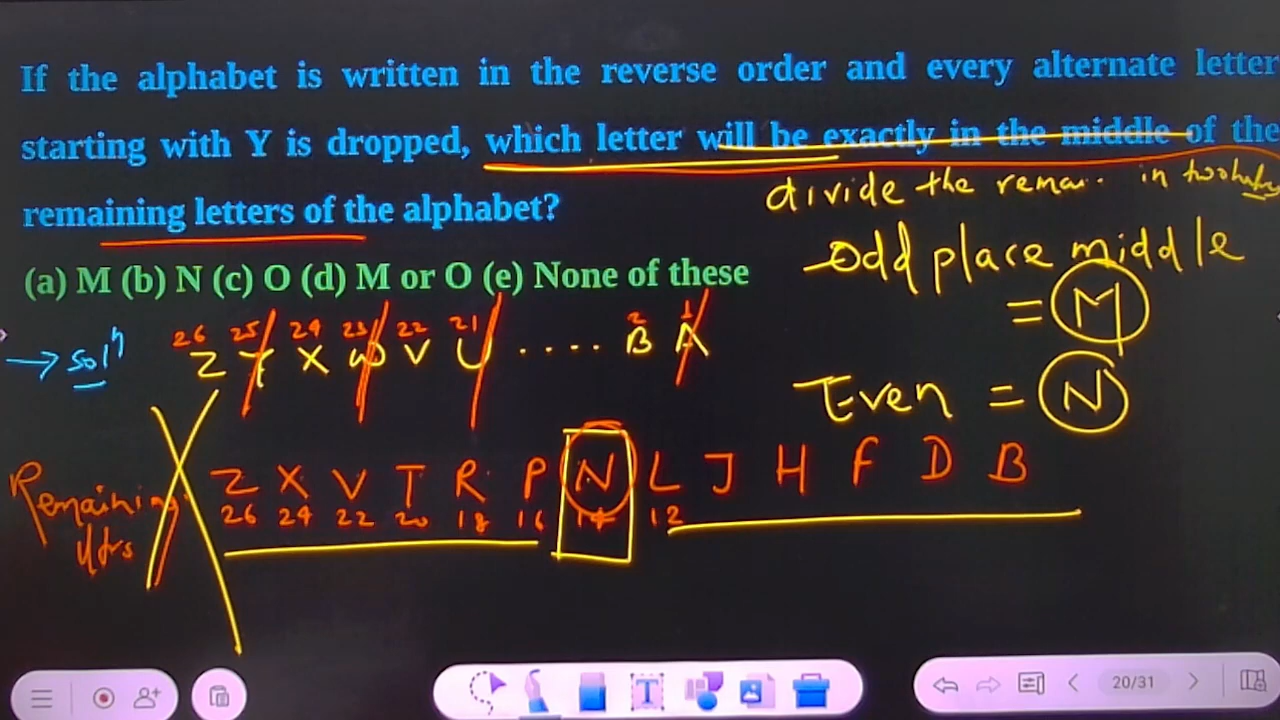 If the alphabet is written in the reverse order and every alternate letter
starting with Y is dropped, which letter will be exactly in the middle of the
remaining letters of the alphabet?
divide the remai. in two halves
Odd place middle
= M
(a) M (b) N (c) O (d) M or O (e) None of these
26 25 24 23 22 21 2 1
→ solⁿ Z Y X W V U ..... B A
Even = N
Remaining ltrs
Z X V T R P N L J H F D B
26 24 22 20 18 16 14 12
20/31